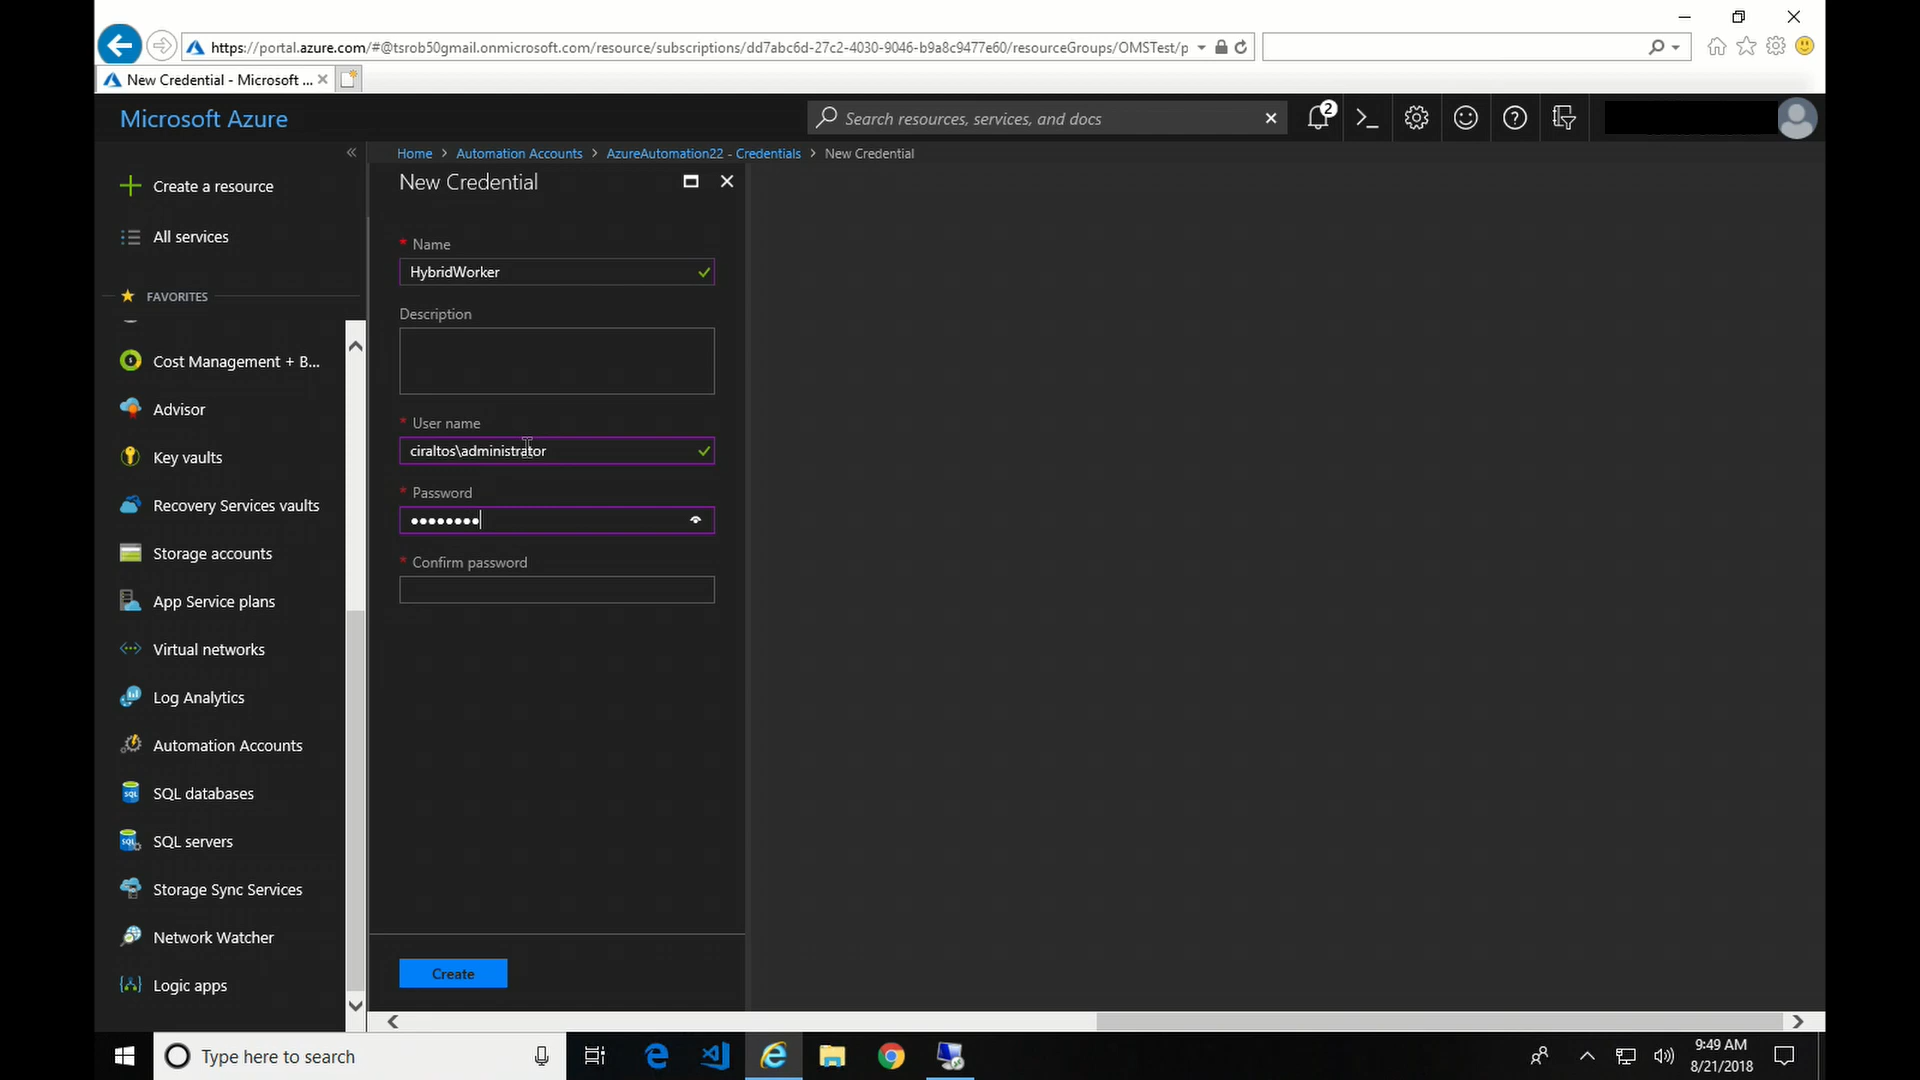 https://portal.azure.com/#@tsrob50gmail.onmicrosoft.com/resource/subscriptions/dd7abc6d-27c2-4030-9046-b9a8c9477e60/resourceGroups/OMSTest/p
New Credential - Microsoft ...
Microsoft Azure
Search resources, services, and docs
2
Home > Automation Accounts > AzureAutomation22 - Credentials > New Credential
Create a resource
All services
FAVORITES
Cost Management + B...
Advisor
Key vaults
Recovery Services vaults
Storage accounts
App Service plans
Virtual networks
Log Analytics
Automation Accounts
SQL databases
SQL servers
Storage Sync Services
Network Watcher
Logic apps
New Credential
* Name
HybridWorker
Description
* User name
ciraltos\administrator
* Password
••••••••
* Confirm password
Create
Type here to search
9:49 AM
8/21/2018